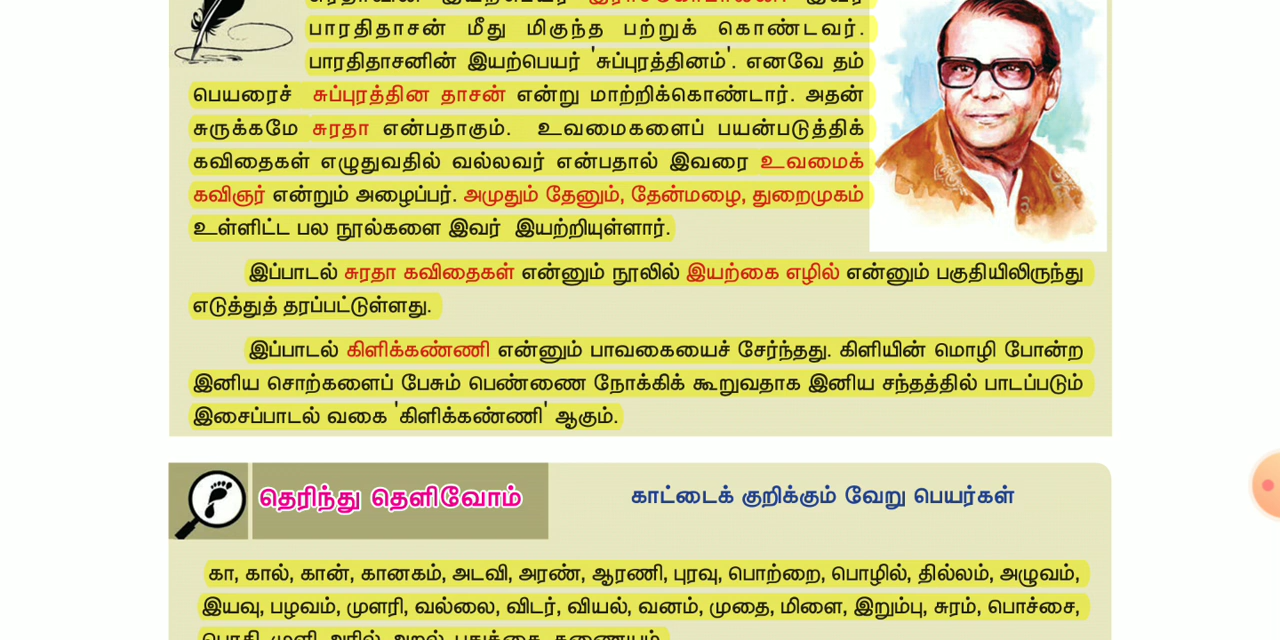 பாரதிதாசன் மீது மிகுந்த பற்றுக் கொண்டவர்.
பாரதிதாசனின் இயற்பெயர் 'சுப்புரத்தினம்'. எனவே தம்
பெயரைச் சுப்புரத்தின தாசன் என்று மாற்றிக்கொண்டார். அதன்
சுருக்கமே சுரதா என்பதாகும். உவமைகளைப் பயன்படுத்திக்
கவிதைகள் எழுதுவதில் வல்லவர் என்பதால் இவரை உவமைக்
கவிஞர் என்றும் அழைப்பர். அமுதும் தேனும், தேன்மழை, துறைமுகம்
உள்ளிட்ட பல நூல்களை இவர் இயற்றியுள்ளார்.
இப்பாடல் சுரதா கவிதைகள் என்னும் நூலில் இயற்கை எழில் என்னும் பகுதியிலிருந்து
எடுத்துத் தரப்பட்டுள்ளது.
இப்பாடல் கிளிக்கண்ணி என்னும் பாவகையைச் சேர்ந்தது. கிளியின் மொழி போன்ற
இனிய சொற்களைப் பேசும் பெண்ணை நோக்கிக் கூறுவதாக இனிய சந்தத்தில் பாடப்படும்
இசைப்பாடல் வகை 'கிளிக்கண்ணி' ஆகும்.
தெரிந்து தெளிவோம்
காட்டைக் குறிக்கும் வேறு பெயர்கள்
கா, கால், கான், கானகம், அடவி, அரண், ஆரணி, புரவு, பொற்றை, பொழில், தில்லம், அழுவம்,
இயவு, பழவம், முளரி, வல்லை, விடர், வியல், வனம், முதை, மிளை, இறும்பு, சுரம், பொச்சை,